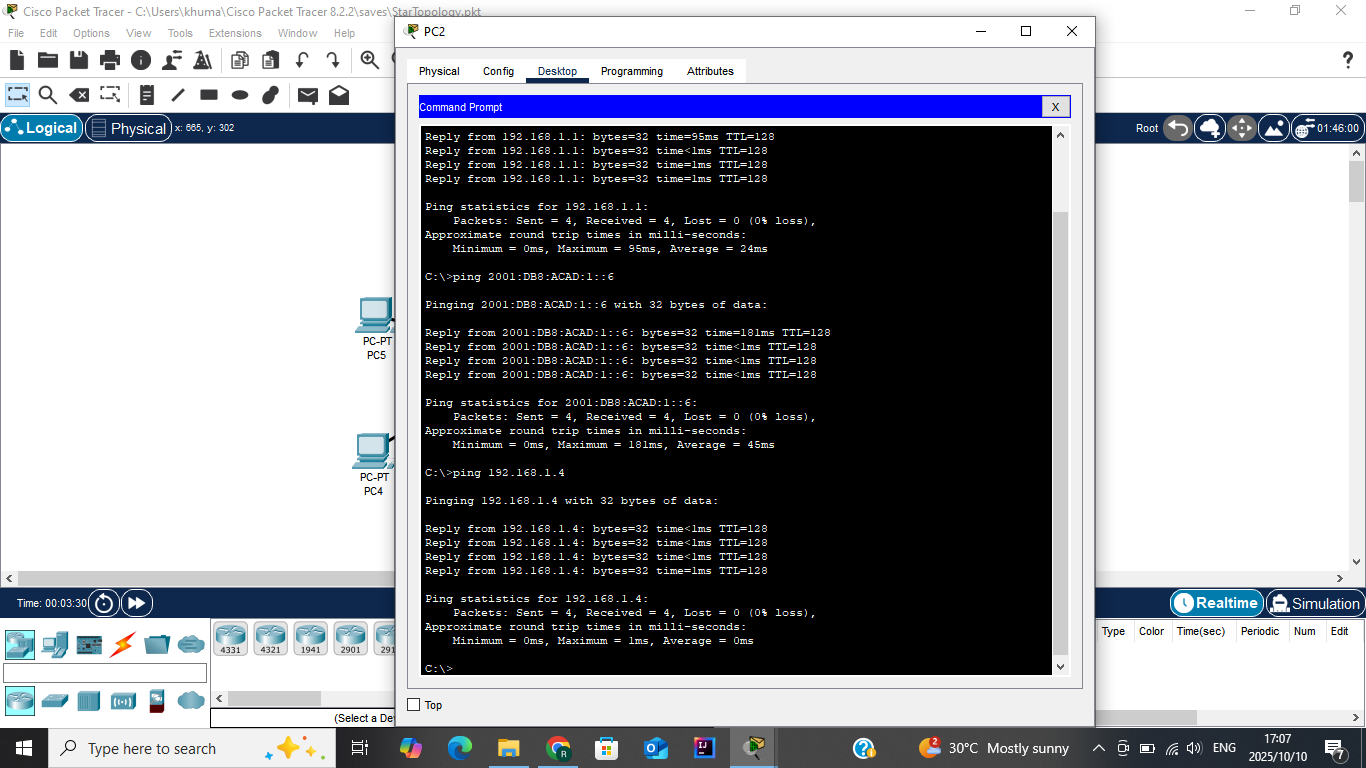 Cisco Packet Tracer - C:\Users\khuma\Cisco Packet Tracer 8.2.2\saves\StarTopology.pkt
File Edit Options View Tools Extensions Window Help
PC2
Physical Config Desktop Programming Attributes
Logical Physical x: 665, y: 302
Root 01:46:00
Command Prompt X
Reply from 192.168.1.1: bytes=32 time=95ms TTL=128
Reply from 192.168.1.1: bytes=32 time<1ms TTL=128
Reply from 192.168.1.1: bytes=32 time=1ms TTL=128
Reply from 192.168.1.1: bytes=32 time=1ms TTL=128
Ping statistics for 192.168.1.1:
Packets: Sent = 4, Received = 4, Lost = 0 (0% loss),
Approximate round trip times in milli-seconds:
Minimum = 0ms, Maximum = 95ms, Average = 24ms
C:\>ping 2001:DB8:ACAD:1::6
Pinging 2001:DB8:ACAD:1::6 with 32 bytes of data:
Reply from 2001:DB8:ACAD:1::6: bytes=32 time=181ms TTL=128
Reply from 2001:DB8:ACAD:1::6: bytes=32 time<1ms TTL=128
Reply from 2001:DB8:ACAD:1::6: bytes=32 time<1ms TTL=128
Reply from 2001:DB8:ACAD:1::6: bytes=32 time<1ms TTL=128
Ping statistics for 2001:DB8:ACAD:1::6:
Packets: Sent = 4, Received = 4, Lost = 0 (0% loss),
Approximate round trip times in milli-seconds:
Minimum = 0ms, Maximum = 181ms, Average = 45ms
C:\>ping 192.168.1.4
Pinging 192.168.1.4 with 32 bytes of data:
Reply from 192.168.1.4: bytes=32 time<1ms TTL=128
Reply from 192.168.1.4: bytes=32 time<1ms TTL=128
Reply from 192.168.1.4: bytes=32 time<1ms TTL=128
Reply from 192.168.1.4: bytes=32 time=1ms TTL=128
Ping statistics for 192.168.1.4:
Packets: Sent = 4, Received = 4, Lost = 0 (0% loss),
Approximate round trip times in milli-seconds:
Minimum = 0ms, Maximum = 1ms, Average = 0ms
C:\>
Top
PC-PT
PC5
PC-PT
PC4
Time: 00:03:30
Realtime Simulation
4331 4321 1941 2901 291
(Select a Dev
Type Color Time(sec) Periodic Num Edit
Type here to search
30°C Mostly sunny
ENG
17:07
2025/10/10
7